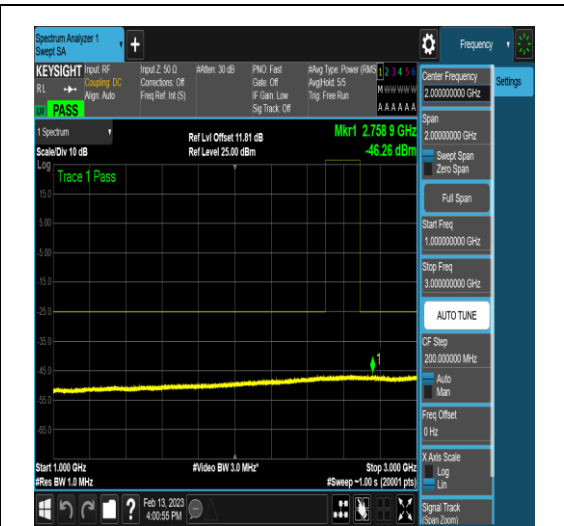 Spectrum Analyzer 1
Swept SA
+
Frequency
KEYSIGHT
RL
PASS
Input: RF
Coupling: DC
Align: Auto
Input Z: 50 Ω
Corrections: Off
Freq Ref: Int (S)
#Atten: 30 dB
PNO: Fast
Gate: Off
IF Gain: Low
Sig Track: Off
#Avg Type: Power (RMS
Avg|Hold: 5/5
Trig: Free Run
1 2 3 4 5 6
M W W W W W
A A A A A A
1 Spectrum
Scale/Div 10 dB
Ref Lvl Offset 11.81 dB
Ref Level 25.00 dBm
Mkr1 2.758 9 GHz
-46.26 dBm
Log
Trace 1 Pass
15.0
5.00
-5.00
-15.0
-25.0
-35.0
-45.0
-55.0
-65.0
1
Start 1.000 GHz
#Res BW 1.0 MHz
#Video BW 3.0 MHz*
Stop 3.000 GHz
#Sweep ~1.00 s (20001 pts)
Center Frequency
2.000000000 GHz
Settings
Span
2.00000000 GHz
Swept Span
Zero Span
Full Span
Start Freq
1.000000000 GHz
Stop Freq
3.000000000 GHz
AUTO TUNE
CF Step
200.000000 MHz
Auto
Man
Freq Offset
0 Hz
X Axis Scale
Log
Lin
Signal Track
(Span Zoom)
?
Feb 13, 2023
4:00:55 PM